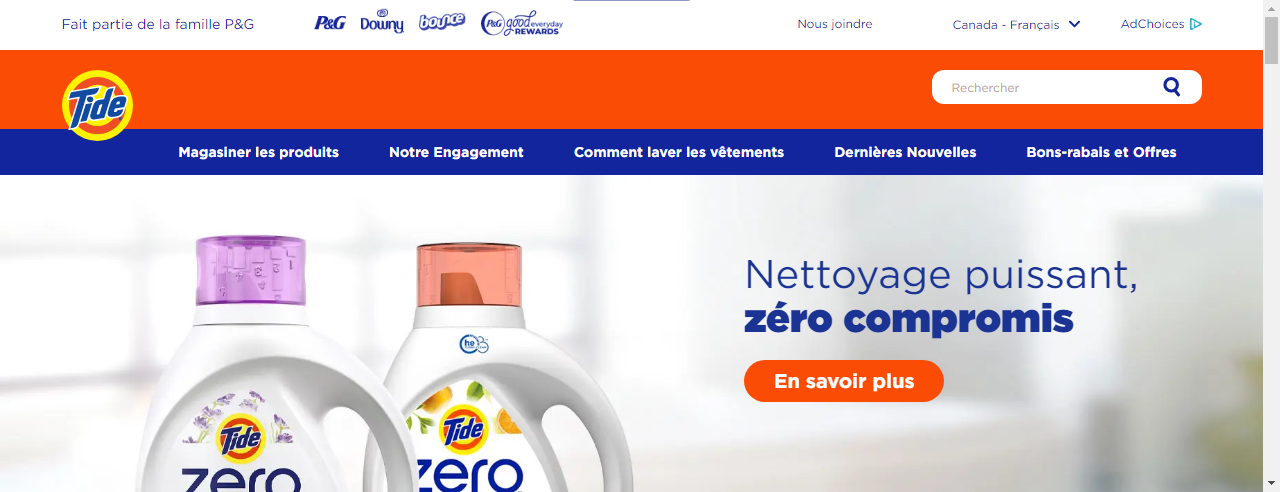 Fait partie de la famille P&G
P&G
Downy
bounce
P&G good everyday
REWARDS
Nous joindre
Canada - Français
AdChoices
Tide
Rechercher
Magasiner les produits
Notre Engagement
Comment laver les vêtements
Dernières Nouvelles
Bons-rabais et Offres
Nettoyage puissant,
zéro compromis
En savoir plus
he
Tide
zero
Tide
zero